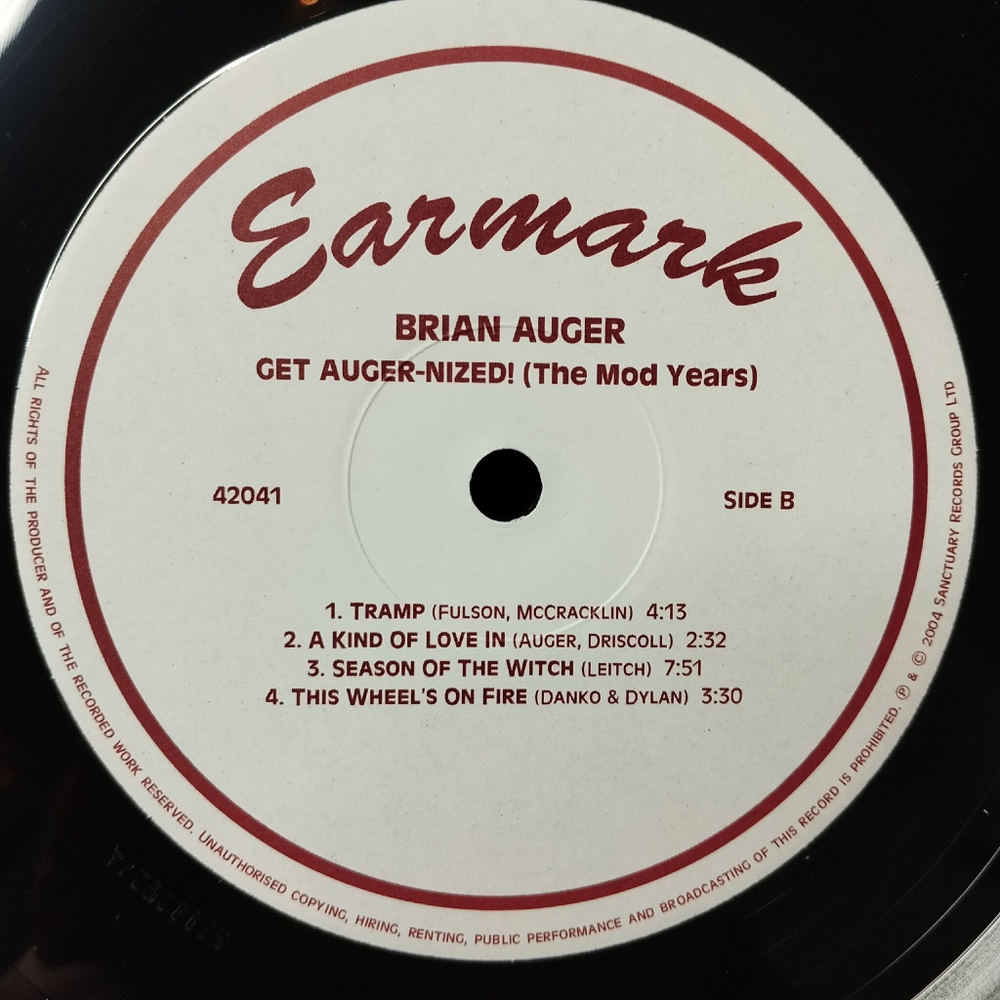 Earmark
BRIAN AUGER
GET AUGER-NIZED! (The Mod Years)
42041
SIDE B
1. TRAMP (FULSON, MCCRACKLIN) 4:13
2. A KIND OF LOVE IN (AUGER, DRISCOLL) 2:32
3. SEASON OF THE WITCH (LEITCH) 7:51
4. THIS WHEEL'S ON FIRE (DANKO & DYLAN) 3:30
ALL RIGHTS OF THE PRODUCER AND OF THE RECORDED WORK RESERVED. UNAUTHORISED COPYING, HIRING, RENTING, PUBLIC PERFORMANCE AND BROADCASTING OF THIS RECORD IS PROHIBITED. ℗ & © 2004 SANCTUARY RECORDS GROUP LTD